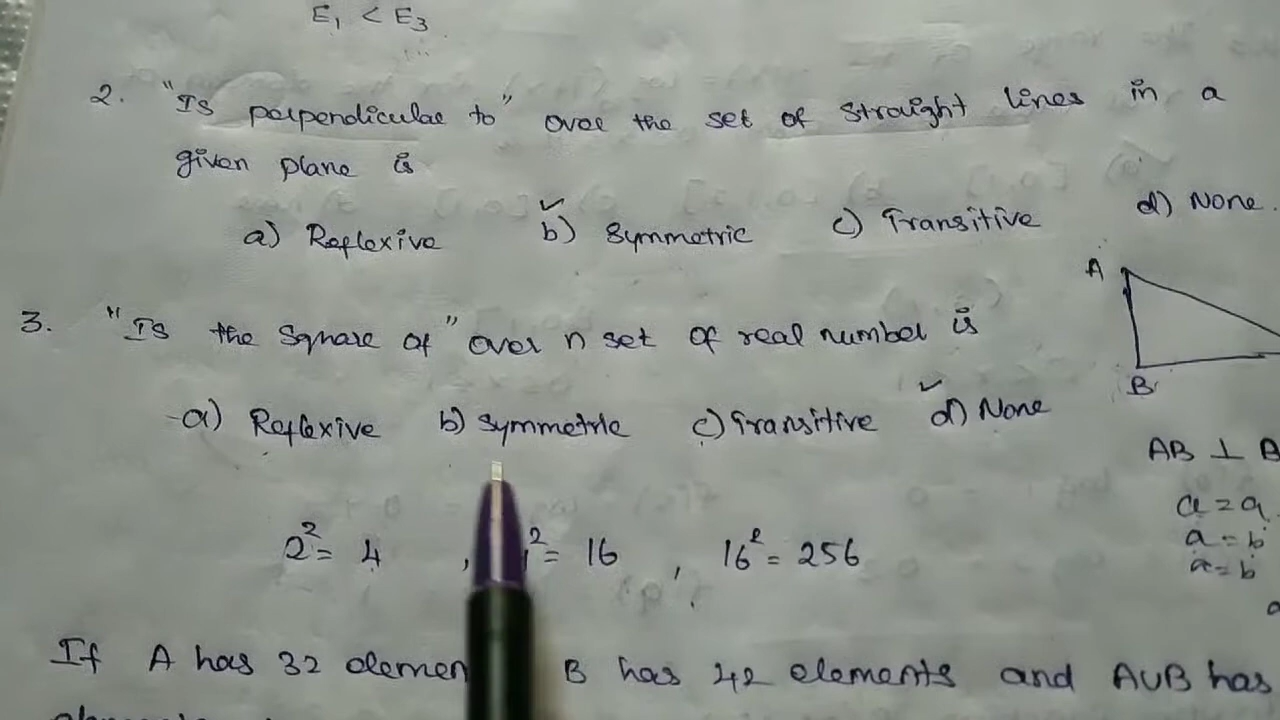 E₁ < E₃
2. "Is perpendicular to" over the set of straight lines in a
given plane is
a) Reflexive b) Symmetric c) Transitive d) None.
A
3. "Is the Square of" over n set of real number is
B
a) Reflexive b) Symmetric c) Transitive d) None
AB ⊥ B
a = a
2² = 4 , ² = 16 , 16² = 256
a = b
a = b
a
If A has 32 elemen B has 42 elements and A∪B has